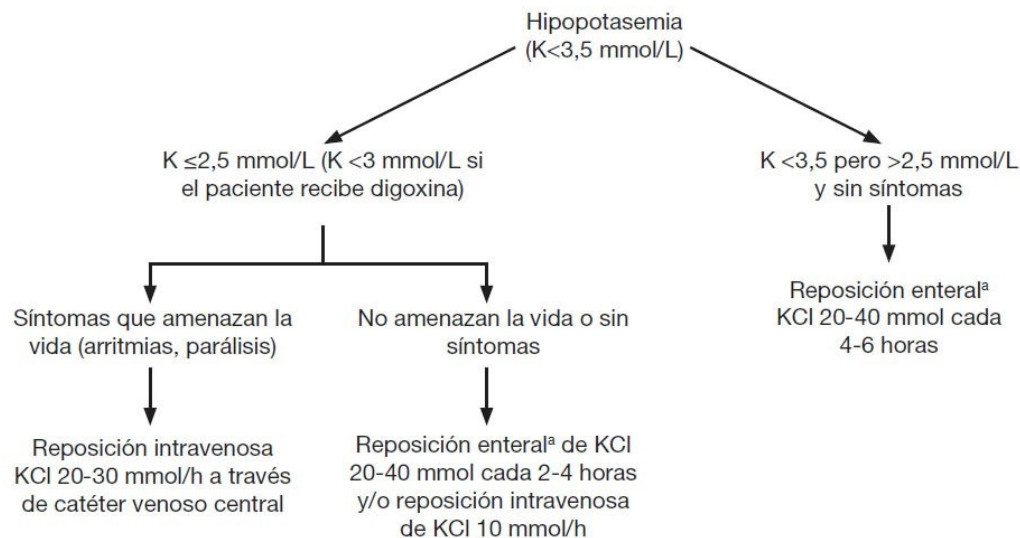 Hipopotasemia
(K<3,5 mmol/L)
K ≤2,5 mmol/L (K <3 mmol/L si
el paciente recibe digoxina)
K <3,5 pero >2,5 mmol/L
y sin síntomas
Síntomas que amenazan la
vida (arritmias, parálisis)
No amenazan la vida o sin
síntomas
Reposición enteralª
KCl 20-40 mmol cada
4-6 horas
Reposición intravenosa
KCl 20-30 mmol/h a través
de catéter venoso central
Reposición enteralª de KCl
20-40 mmol cada 2-4 horas
y/o reposición intravenosa
de KCl 10 mmol/h